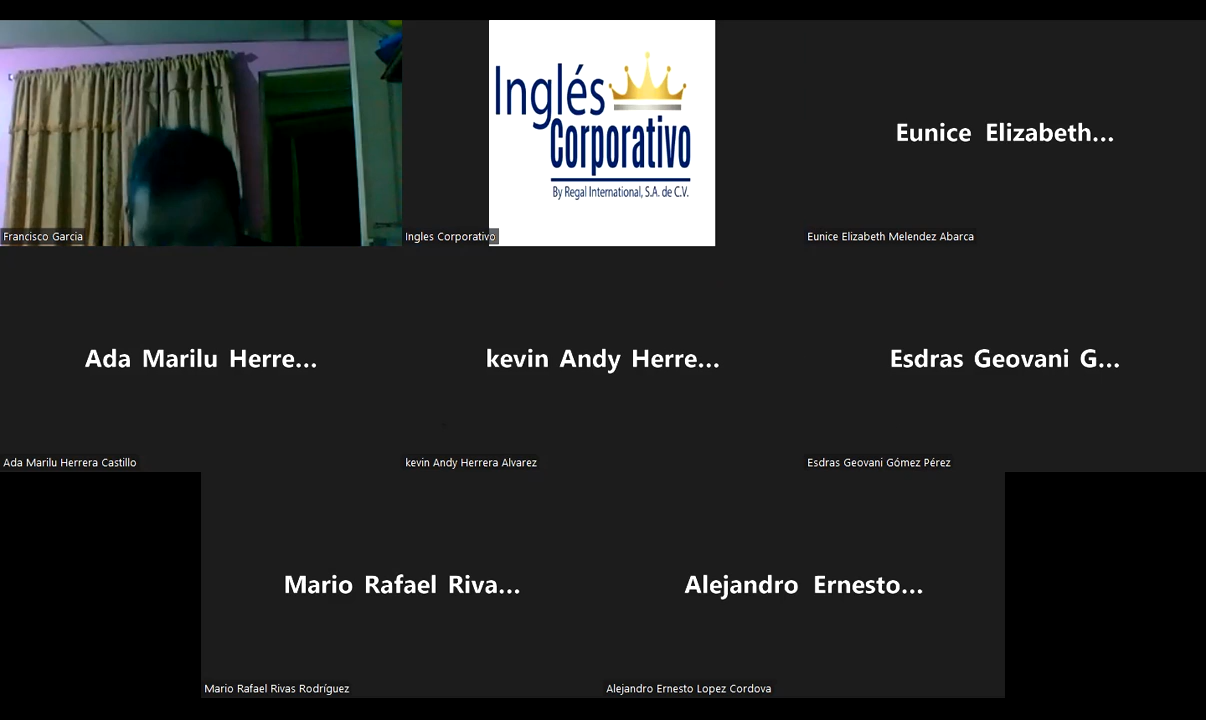 Francisco Garcia
Inglés
Corporativo
By Regal International, S.A. de C.V.
Ingles Corporativo
Eunice Elizabeth...
Eunice Elizabeth Melendez Abarca
Ada Marilu Herre...
Ada Marilu Herrera Castillo
kevin Andy Herre...
kevin Andy Herrera Alvarez
Esdras Geovani G...
Esdras Geovani Gómez Pérez
Mario Rafael Riva...
Mario Rafael Rivas Rodríguez
Alejandro Ernesto...
Alejandro Ernesto Lopez Cordova